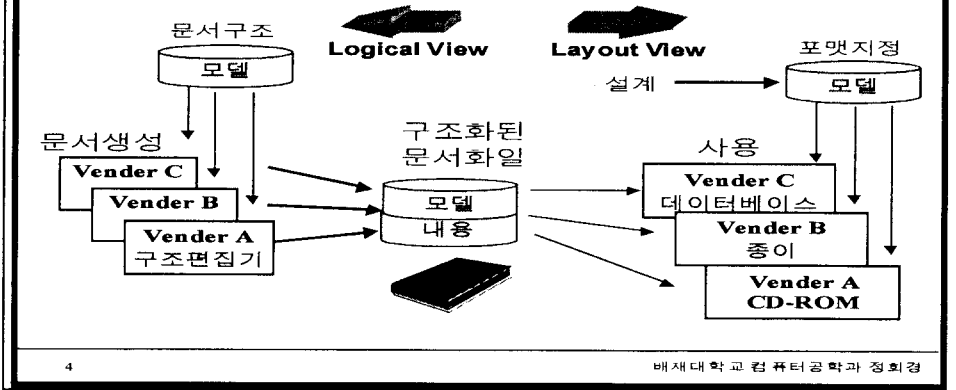 문서구조
모델
Logical View
Layout View
포맷지정
모델
설계
문서생성
Vender C
Vender B
Vender A
구조편집기
구조화된
문서화일
모델
내용
사용
Vender C
데이터베이스
Vender B
종이
Vender A
CD-ROM
4
배재대학교 컴퓨터공학과 정회경